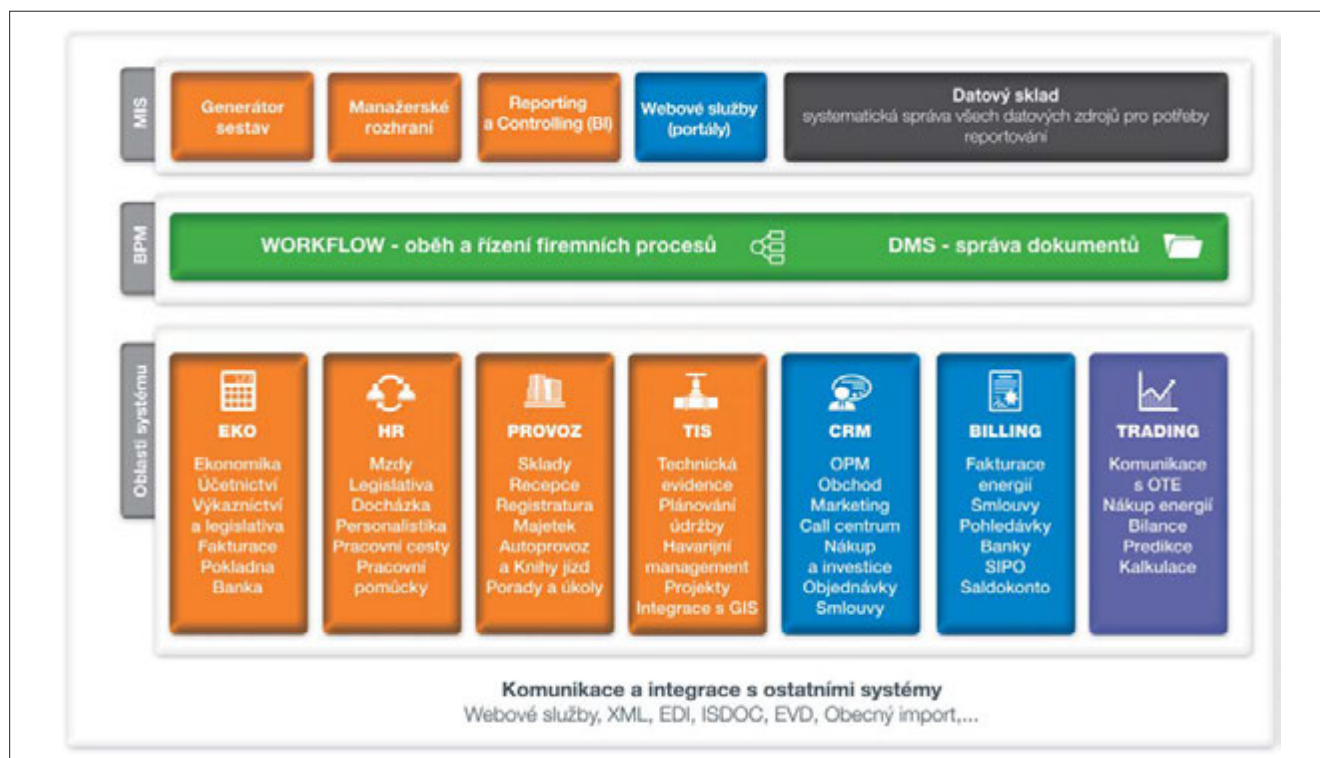 MIS
Generátor
sestav
Manažerské
rozhraní
Reporting
a Controlling (BI)
Webové služby
(portály)
Datový sklad
systematická správa všech datových zdrojů pro potřeby
reportování
BPM
WORKFLOW - oběh a řízení firemních procesů
DMS - správa dokumentů
Oblasti systému
EKO
Ekonomika
Účetnictví
Výkaznictví
a legislativa
Fakturace
Pokladna
Banka
HR
Mzdy
Legislativa
Docházka
Personalistika
Pracovní cesty
Pracovní
pomůcky
PROVOZ
Sklady
Recepce
Registratura
Majetek
Autoprovoz
a Knihy jízd
Porady a úkoly
TIS
Technická
evidence
Plánování
údržby
Havarijní
management
Projekty
Integrace s GIS
CRM
OPM
Obchod
Marketing
Call centrum
Nákup
a investice
Objednávky
Smlouvy
BILLING
Fakturace
energií
Smlouvy
Pohledávky
Banky
SIPO
Saldokonto
TRADING
Komunikace
s OTE
Nákup energií
Bilance
Predikce
Kalkulace
Komunikace a integrace s ostatními systémy
Webové služby, XML, EDI, ISDOC, EVD, Obecný import,...